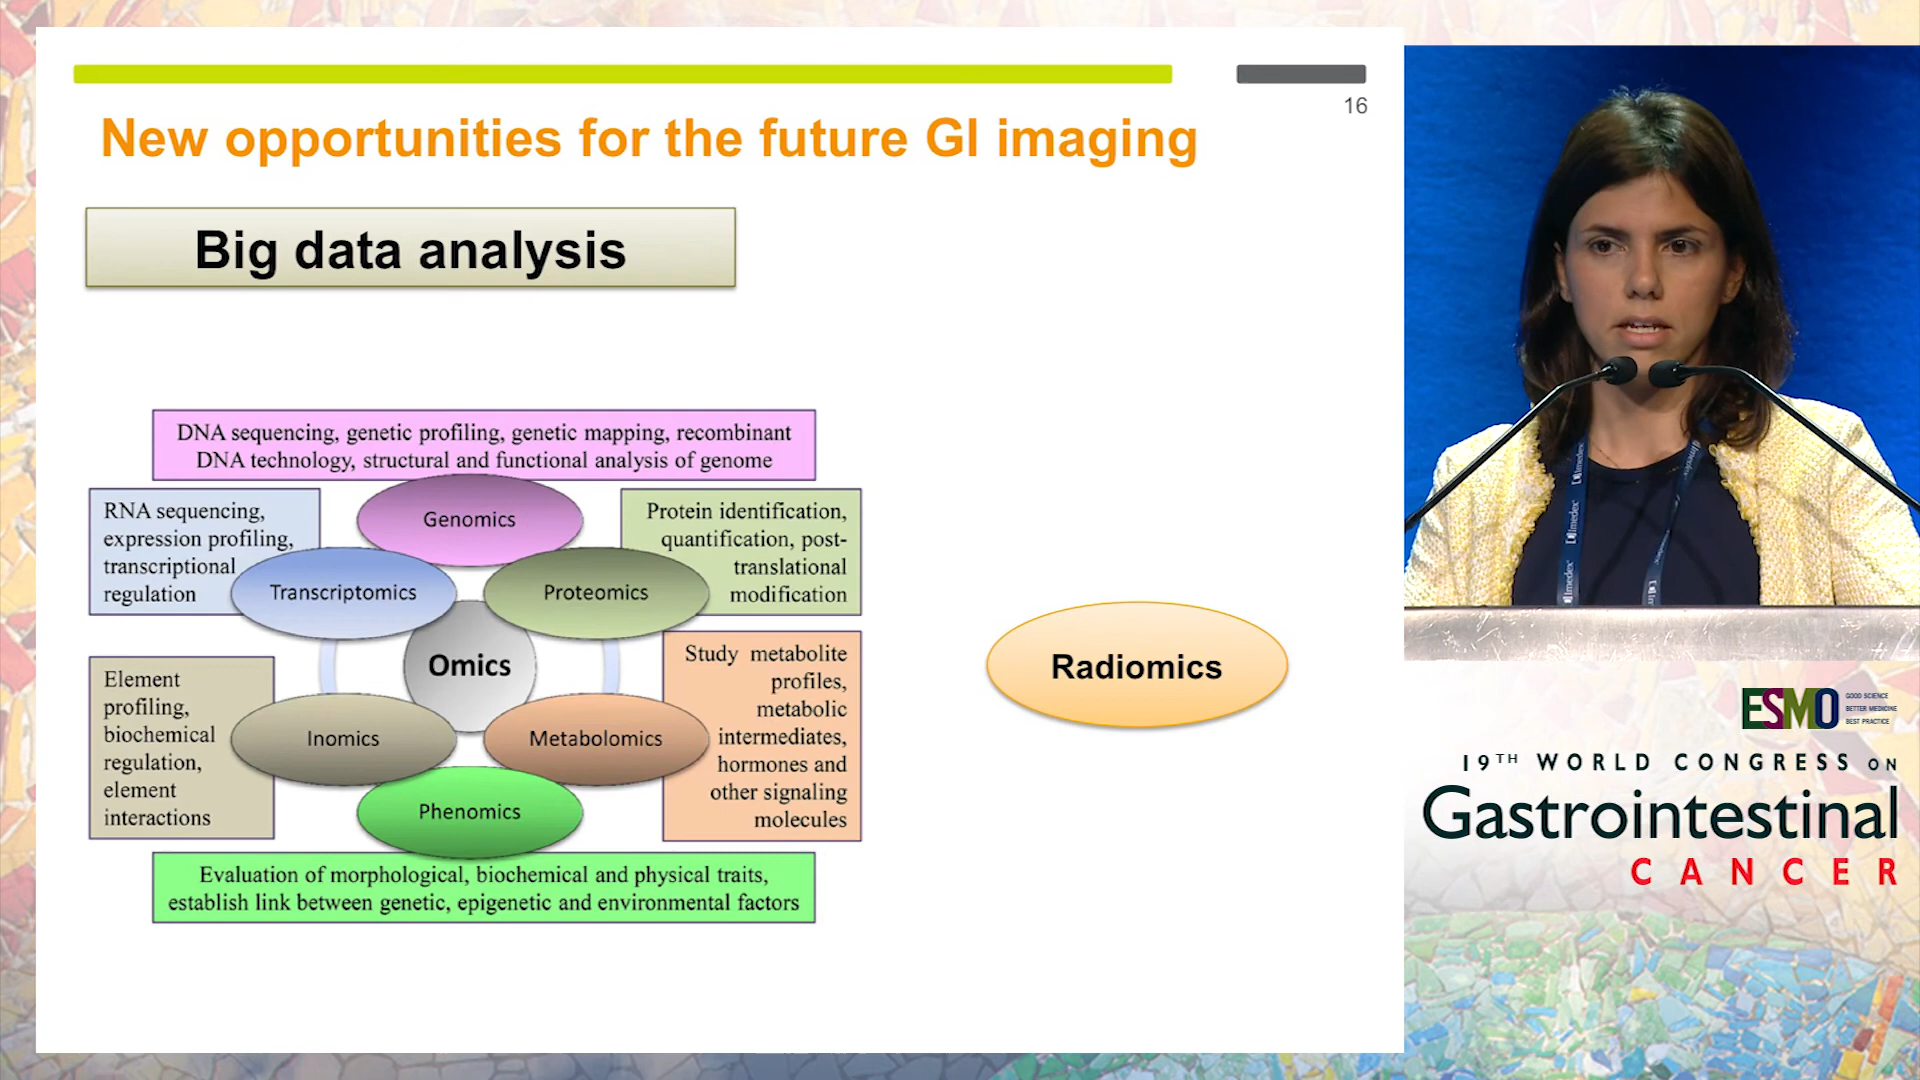 16
New opportunities for the future GI imaging
Big data analysis
DNA sequencing, genetic profiling, genetic mapping, recombinant
DNA technology, structural and functional analysis of genome
Genomics
RNA sequencing,
expression profiling,
transcriptional
regulation
Transcriptomics
Protein identification,
quantification, post-
translational
modification
Proteomics
Omics
Element
profiling,
biochemical
regulation,
element
interactions
Inomics
Study metabolite
profiles,
metabolic
intermediates,
hormones and
other signaling
molecules
Metabolomics
Phenomics
Evaluation of morphological, biochemical and physical traits,
establish link between genetic, epigenetic and environmental factors
Radiomics
Imedex
Imedex
Imedex
ESMO
GOOD SCIENCE
BETTER MEDICINE
BEST PRACTICE
19TH WORLD CONGRESS ON
Gastrointestinal
CANCER